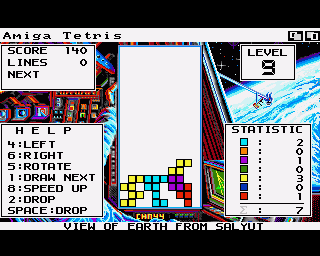 Amiga Tetris
SCORE 140
LINES 0
NEXT
LEVEL
9
HELP
4:LEFT
6:RIGHT
5:ROTATE
1:DRAW NEXT
8:SPEED UP
2:DROP
SPACE:DROP
STATISTIC
: 2
: 0
: 1
: 0
: 3
: 0
: 1
Σ 7
VIEW OF EARTH FROM SALYUT